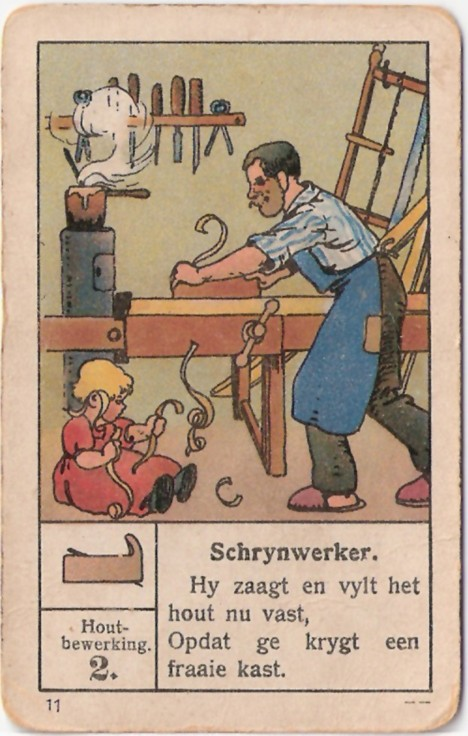 Schrynwerker.
Hy zaagt en vylt het
hout nu vast,
Opdat ge krygt een
fraaie kast.
Hout-
bewerking.
2.
11